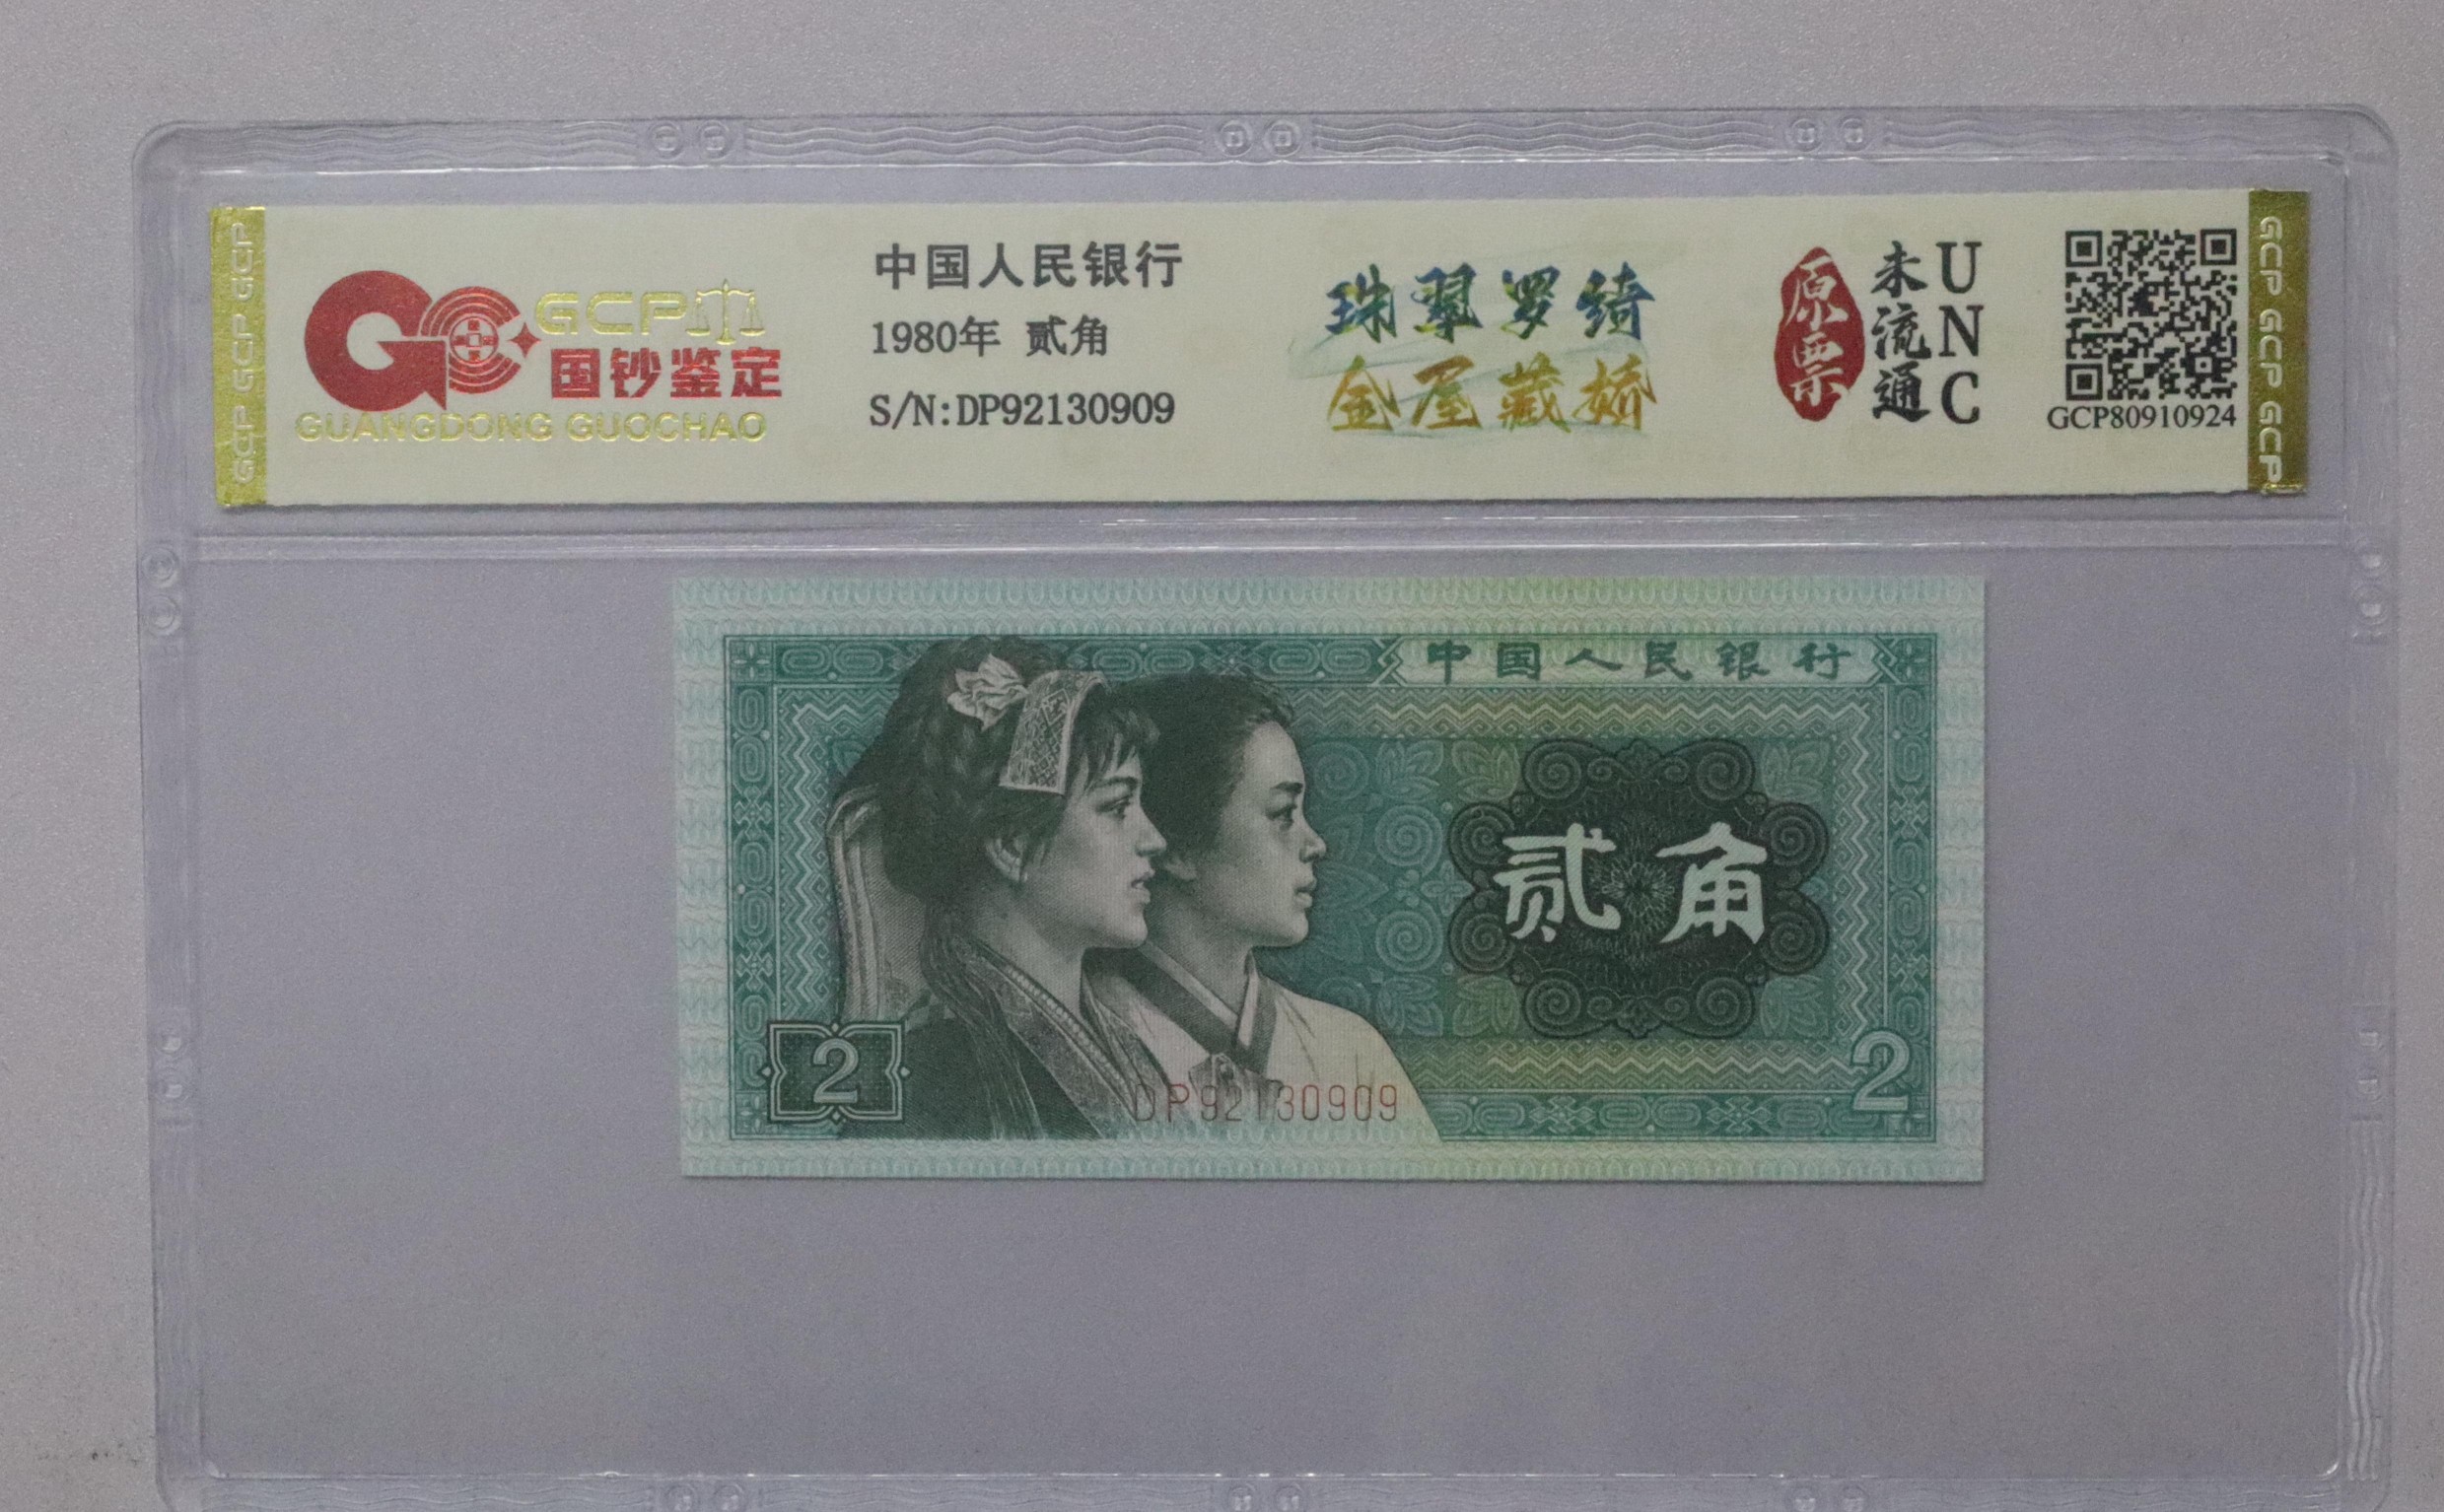 GCP GCP GCP
GCP
国钞鉴定
GUANGDONG GUOCHAO
中国人民银行
1980年 贰角
S/N:DP92130909
珠翠罗绮
金屋藏娇
原票
未流通
UNC
GCP80910924
GCP GCP GCP
中国人民银行
贰角
2
DP92130909
2